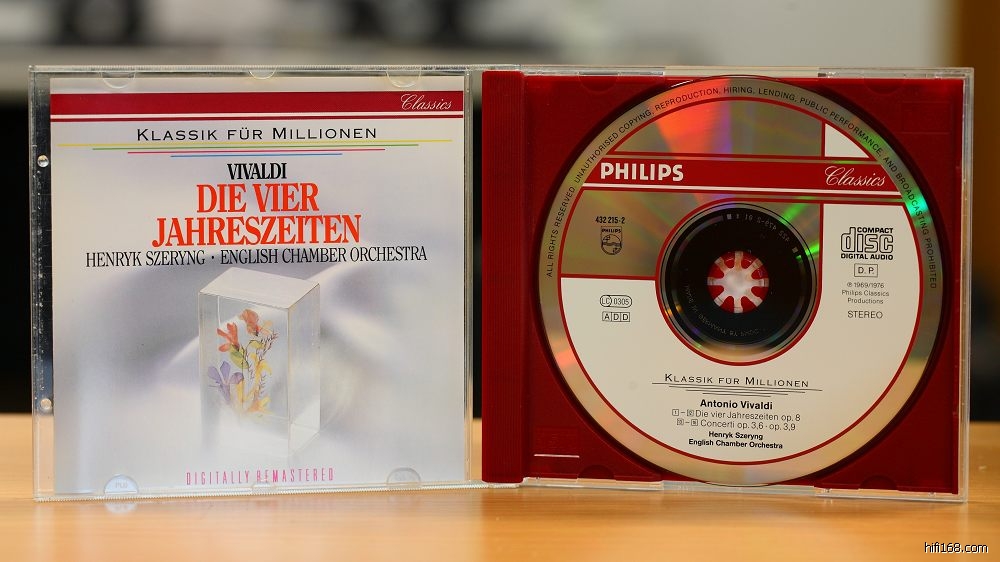 Classics
KLASSIK FÜR MILLIONEN
VIVALDI
DIE VIER
JAHRESZEITEN
HENRYK SZERYNG · ENGLISH CHAMBER ORCHESTRA
DIGITALLY REMASTERED
ALL RIGHTS RESERVED UNAUTHORISED COPYING, REPRODUCTION, HIRING, LENDING, PUBLIC PERFORMANCE, AND BROADCASTING PROHIBITED
PHILIPS Classics
432 215-2
PHILIPS
COMPACT
disc
DIGITAL AUDIO
D.P.
℗ 1969/1976
Philips Classics
Productions
STEREO
LC 0305
ADD
KLASSIK FÜR MILLIONEN
Antonio Vivaldi
Die vier Jahreszeiten op. 8
Concerti op. 3,6 · op. 3,9
Henryk Szeryng
English Chamber Orchestra
hifi168.com